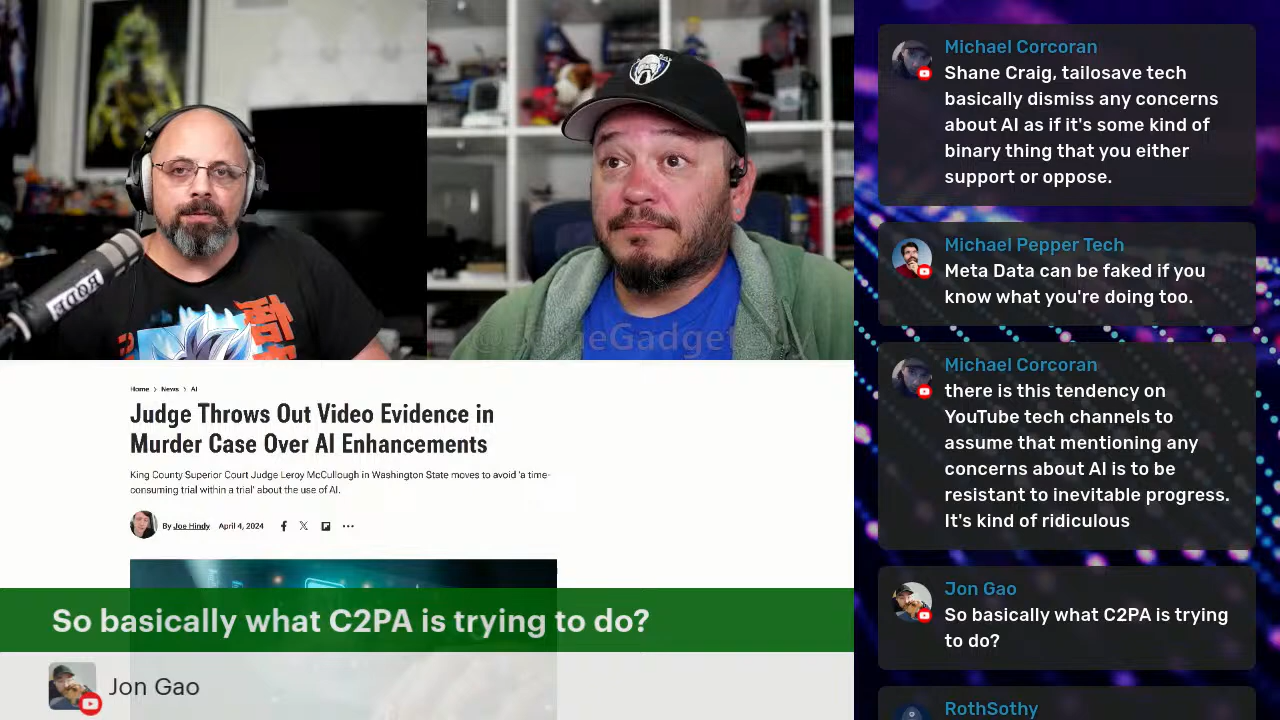 RODE
Home > News > AI
Judge Throws Out Video Evidence in
Murder Case Over AI Enhancements
King County Superior Court Judge Leroy McCullough in Washington State moves to avoid 'a time-
consuming trial within a trial' about the use of AI.
By Joe Hindy April 4, 2024
So basically what C2PA is trying to do?
Jon Gao
Michael Corcoran
Shane Craig, tailosave tech
basically dismiss any concerns
about AI as if it's some kind of
binary thing that you either
support or oppose.
Michael Pepper Tech
Meta Data can be faked if you
know what you're doing too.
Michael Corcoran
there is this tendency on
YouTube tech channels to
assume that mentioning any
concerns about AI is to be
resistant to inevitable progress.
It's kind of ridiculous
Jon Gao
So basically what C2PA is trying
to do?
RothSothy